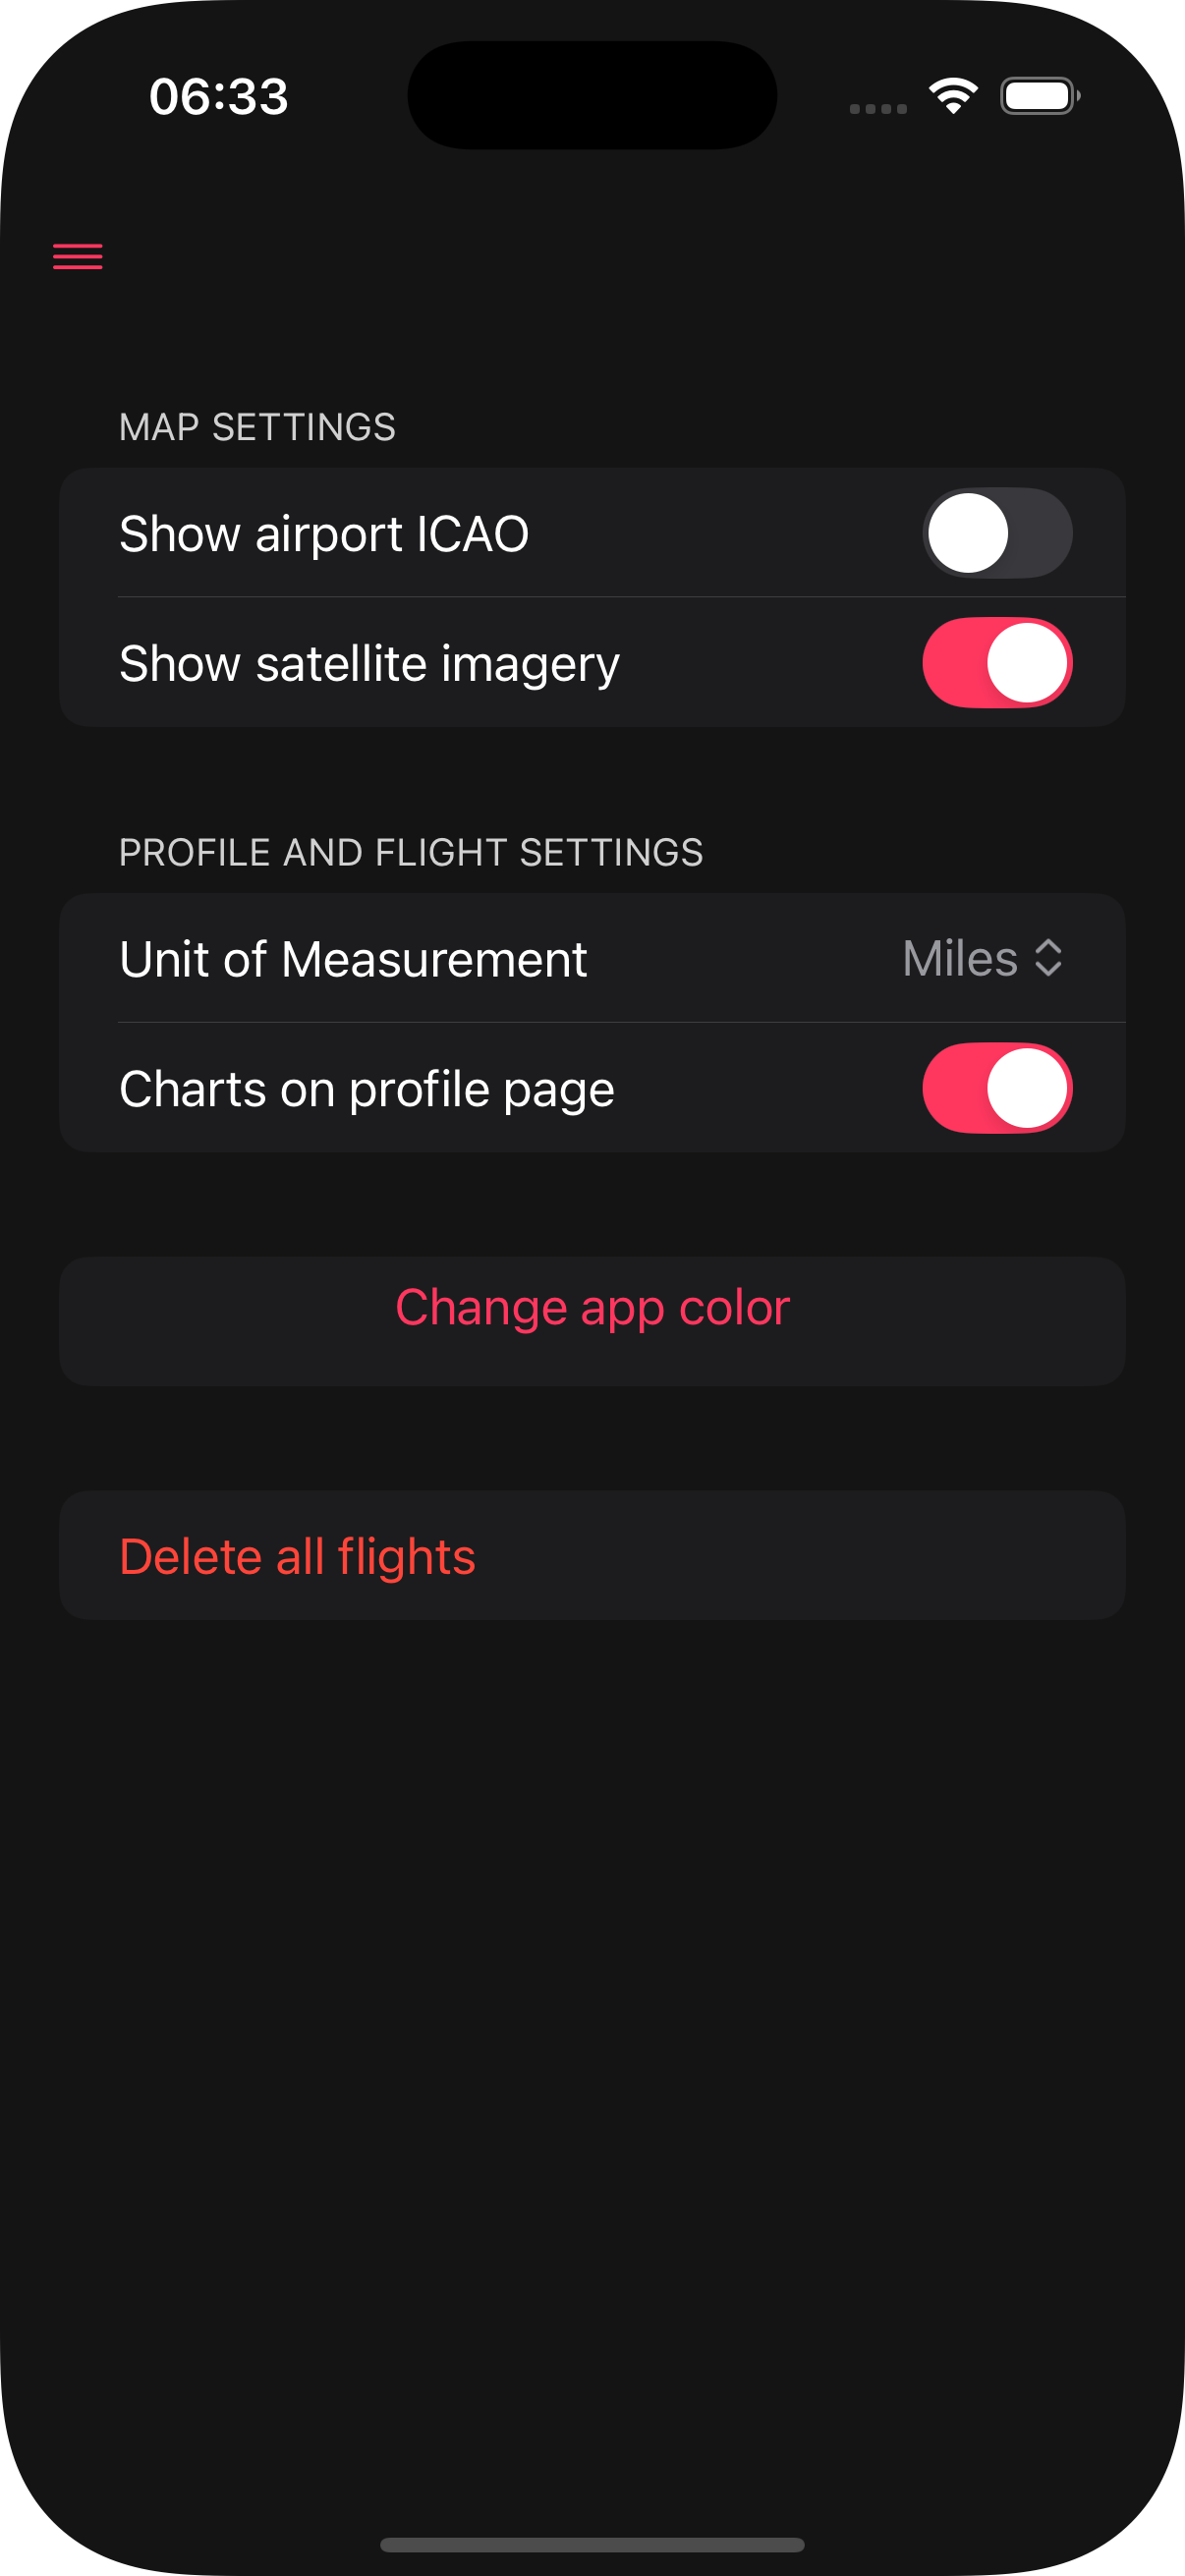 06:33
MAP SETTINGS
Show airport ICAO
Show satellite imagery
PROFILE AND FLIGHT SETTINGS
Unit of Measurement Miles
Charts on profile page
Change app color
Delete all flights